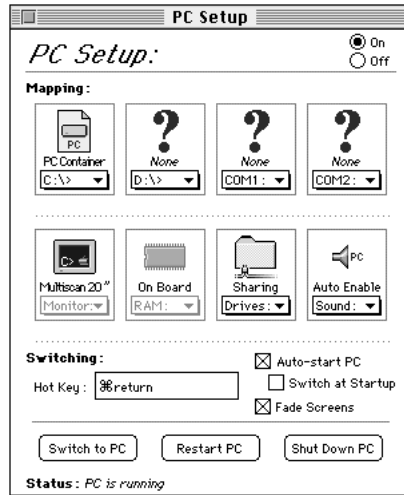 PC Setup
PC Setup:
On
Off
Mapping:
PC
PC Container
None
None
None
C:\>
D:\>
COM1:
COM2:
PC
Multiscan 20"
On Board
Sharing
Auto Enable
Monitor:
RAM:
Drives:
Sound:
Switching:
Auto-start PC
Hot Key: ⌘return
Switch at Startup
Fade Screens
Switch to PC
Restart PC
Shut Down PC
Status: PC is running